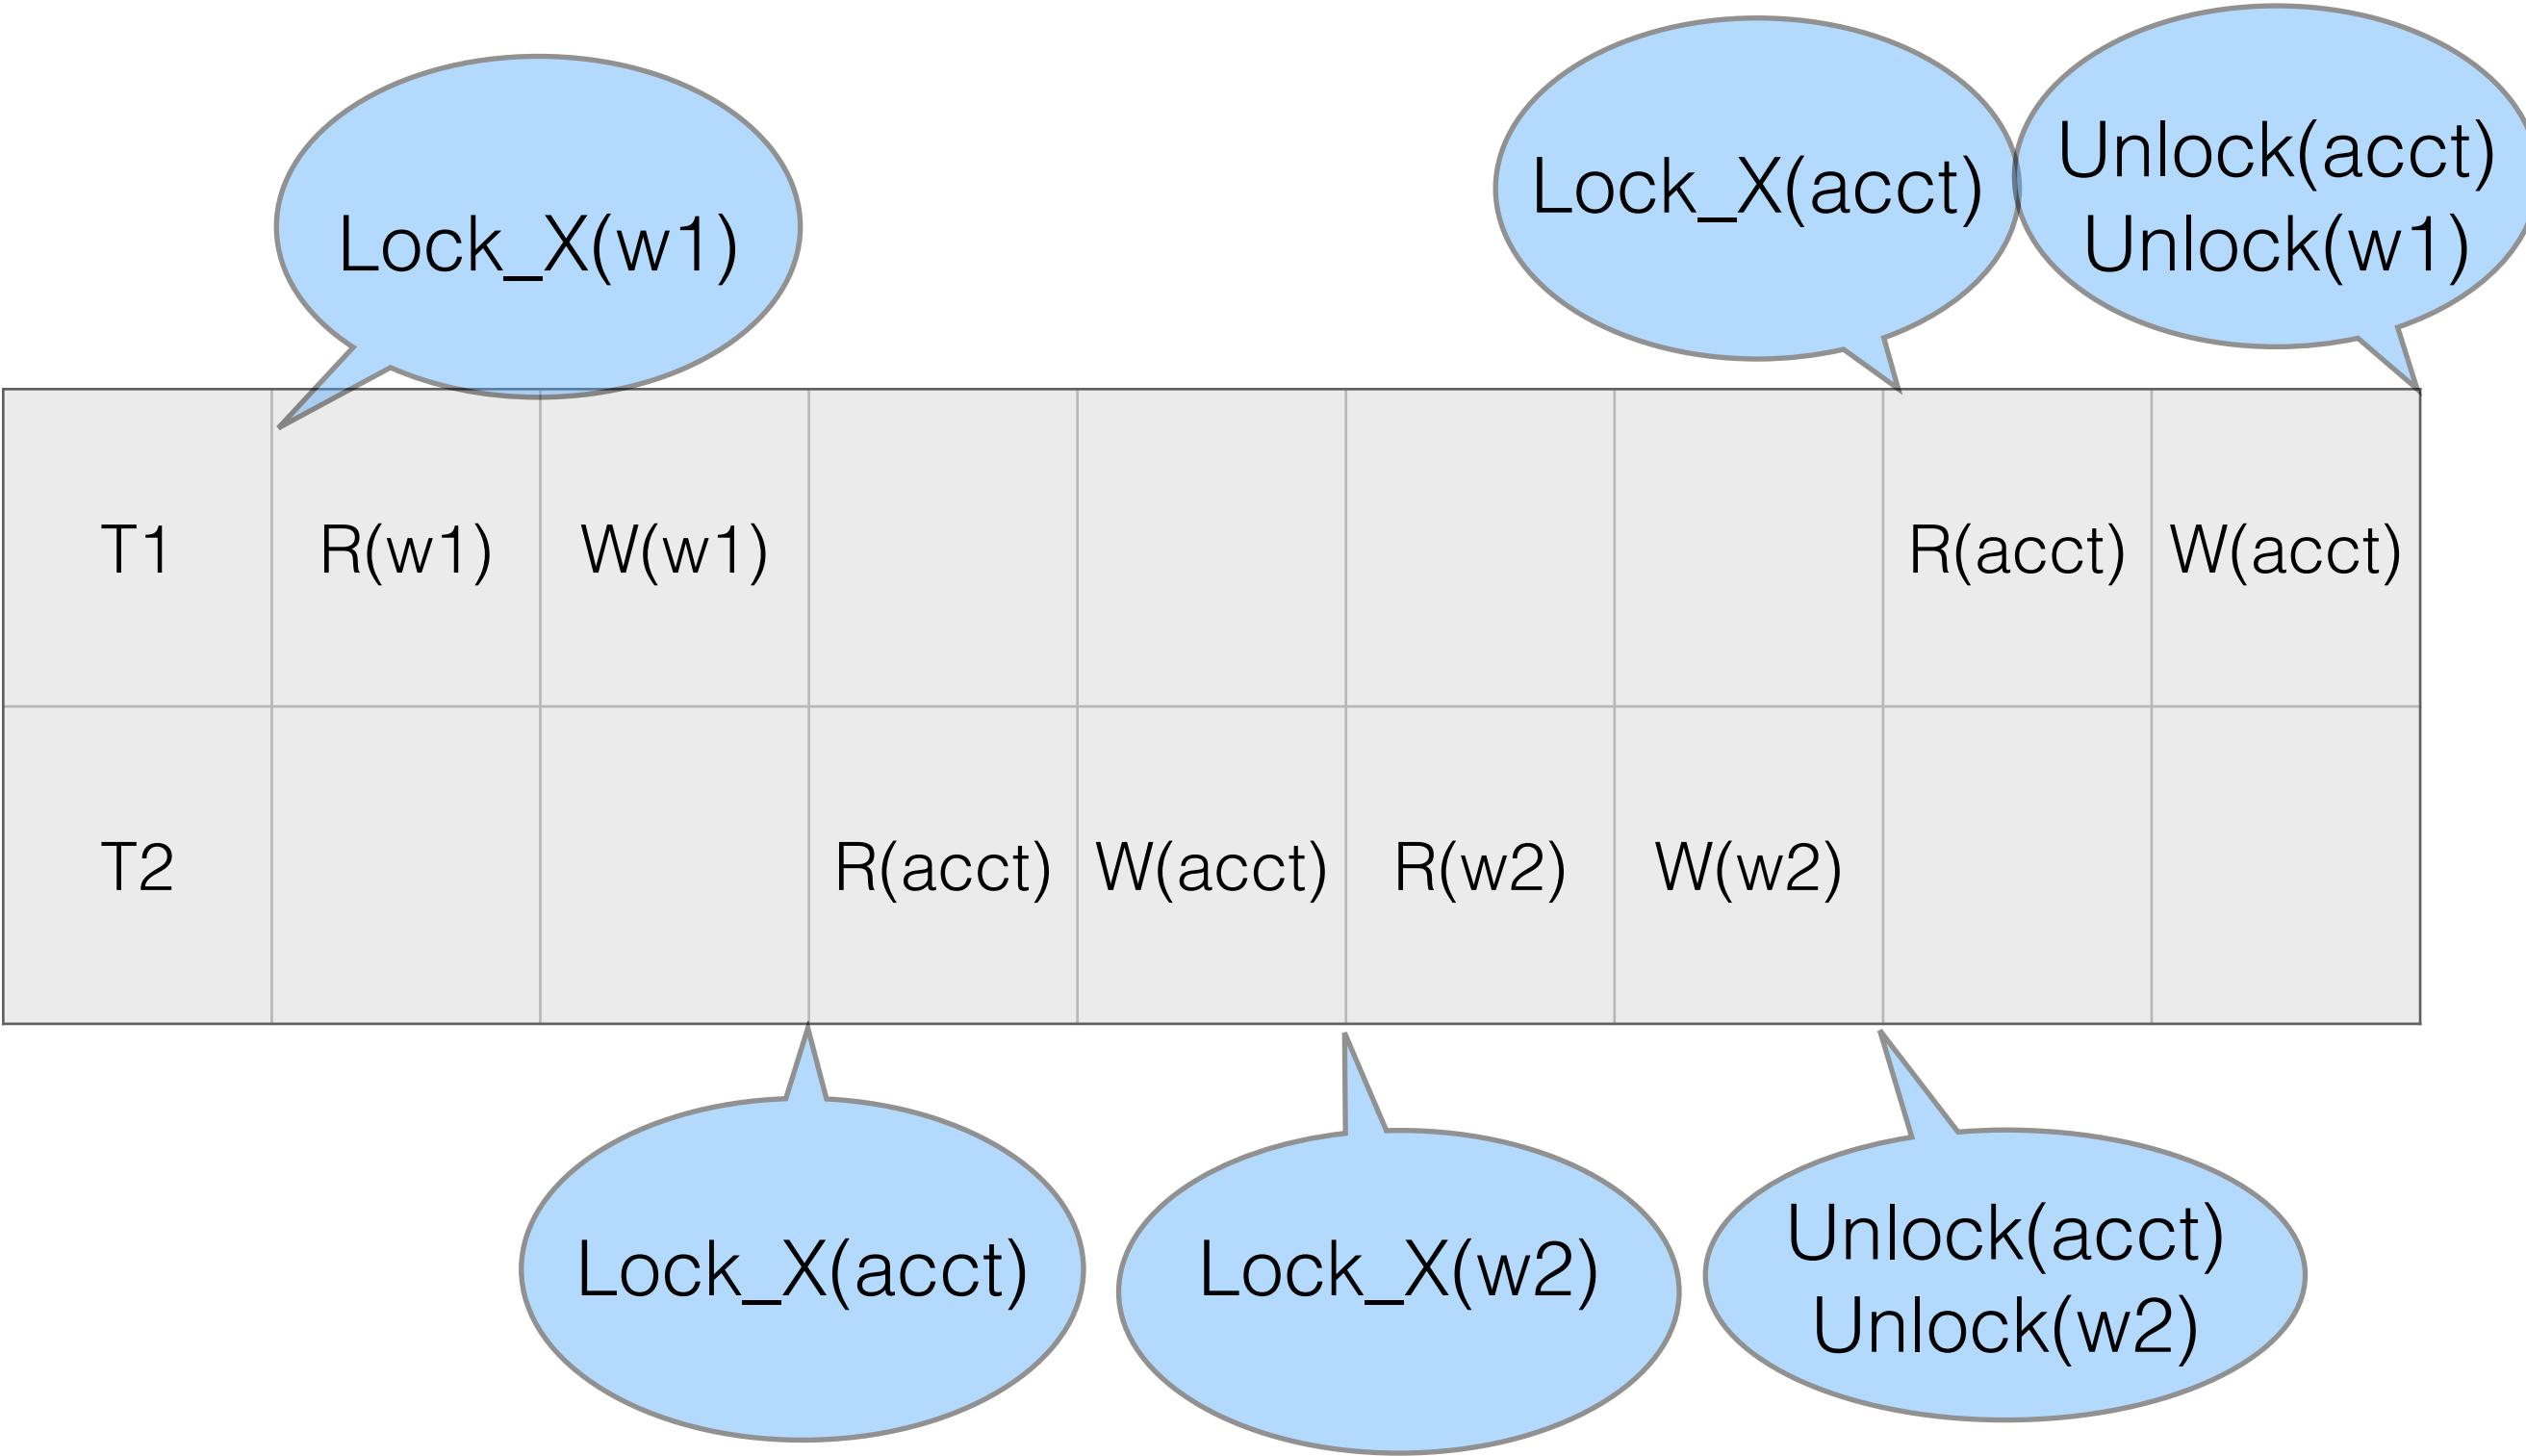 Lock_X(w1)
Lock_X(acct)
Unlock(acct)
Unlock(w1)
T1 R(w1) W(w1) R(acct) W(acct)
T2 R(acct) W(acct) R(w2) W(w2)
Lock_X(acct)
Lock_X(w2)
Unlock(acct)
Unlock(w2)